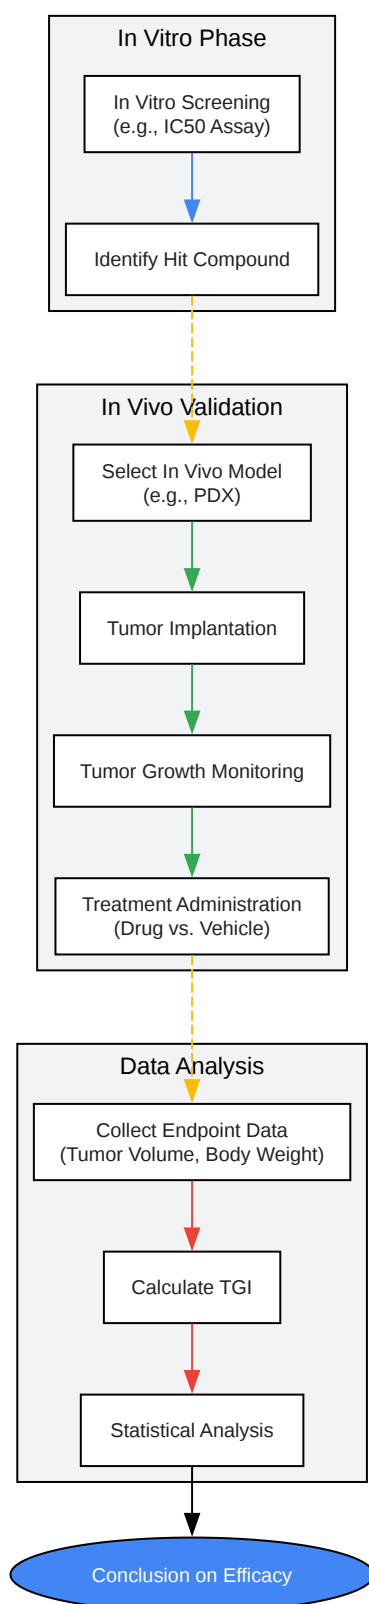 In Vitro Phase
In Vitro Screening
(e.g., IC50 Assay)
Identify Hit Compound
In Vivo Validation
Select In Vivo Model
(e.g., PDX)
Tumor Implantation
Tumor Growth Monitoring
Treatment Administration
(Drug vs. Vehicle)
Data Analysis
Collect Endpoint Data
(Tumor Volume, Body Weight)
Calculate TGI
Statistical Analysis
Conclusion on Efficacy